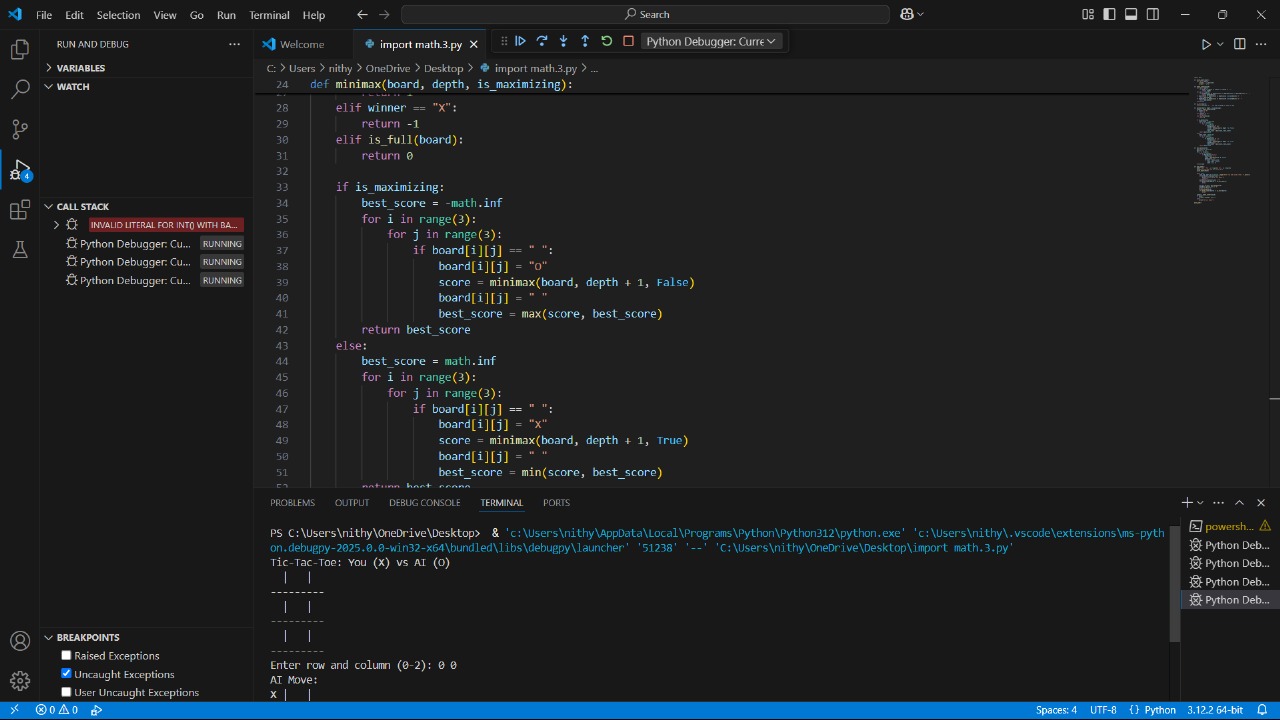 File Edit Selection View Go Run Terminal Help Search
RUN AND DEBUG
VARIABLES
WATCH
CALL STACK
INVALID LITERAL FOR INT() WITH BA...
Python Debugger: Cu... RUNNING
Python Debugger: Cu... RUNNING
Python Debugger: Cu... RUNNING
4
BREAKPOINTS
Raised Exceptions
Uncaught Exceptions
User Uncaught Exceptions
Welcome import math.3.py Python Debugger: Curre
C: > Users > nithy > OneDrive > Desktop > import math.3.py > ...
24 def minimax(board, depth, is_maximizing):
28 elif winner == "X":
29 return -1
30 elif is_full(board):
31 return 0
32
33 if is_maximizing:
34 best_score = -math.inf
35 for i in range(3):
36 for j in range(3):
37 if board[i][j] == " ":
38 board[i][j] = "O"
39 score = minimax(board, depth + 1, False)
40 board[i][j] = " "
41 best_score = max(score, best_score)
42 return best_score
43 else:
44 best_score = math.inf
45 for i in range(3):
46 for j in range(3):
47 if board[i][j] == " ":
48 board[i][j] = "X"
49 score = minimax(board, depth + 1, True)
50 board[i][j] = " "
51 best_score = min(score, best_score)
PROBLEMS OUTPUT DEBUG CONSOLE TERMINAL PORTS
PS C:\Users\nithy\OneDrive\Desktop> & 'c:\Users\nithy\AppData\Local\Programs\Python\Python312\python.exe' 'c:\Users\nithy\.vscode\extensions\ms-pyth
on.debugpy-2025.0.0-win32-x64\bundled\libs\debugpy\launcher' '51238' '--' 'C:\Users\nithy\OneDrive\Desktop\import math.3.py'
Tic-Tac-Toe: You (X) vs AI (O)
| |
---------
| |
---------
| |
---------
Enter row and column (0-2): 0 0
AI Move:
X | |
powersh...
Python Deb...
Python Deb...
Python Deb...
Python Deb...
0 0 Spaces: 4 UTF-8 {} Python 3.12.2 64-bit